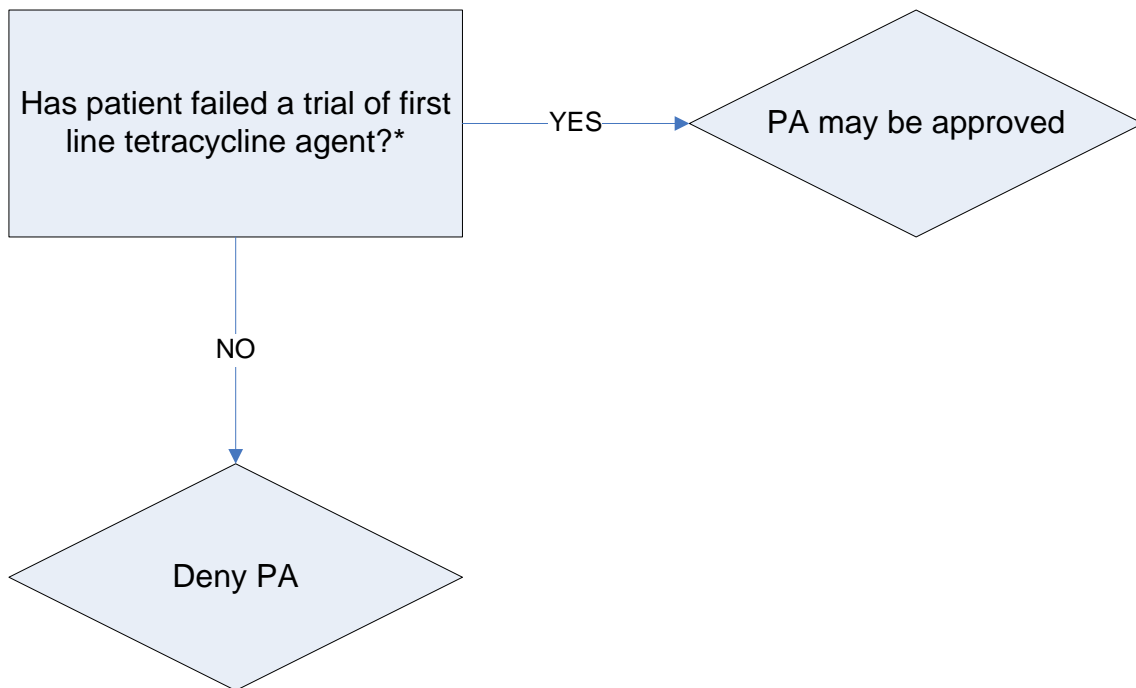 Has patient failed a trial of first
line tetracycline agent?*
YES
PA may be approved
NO
Deny PA